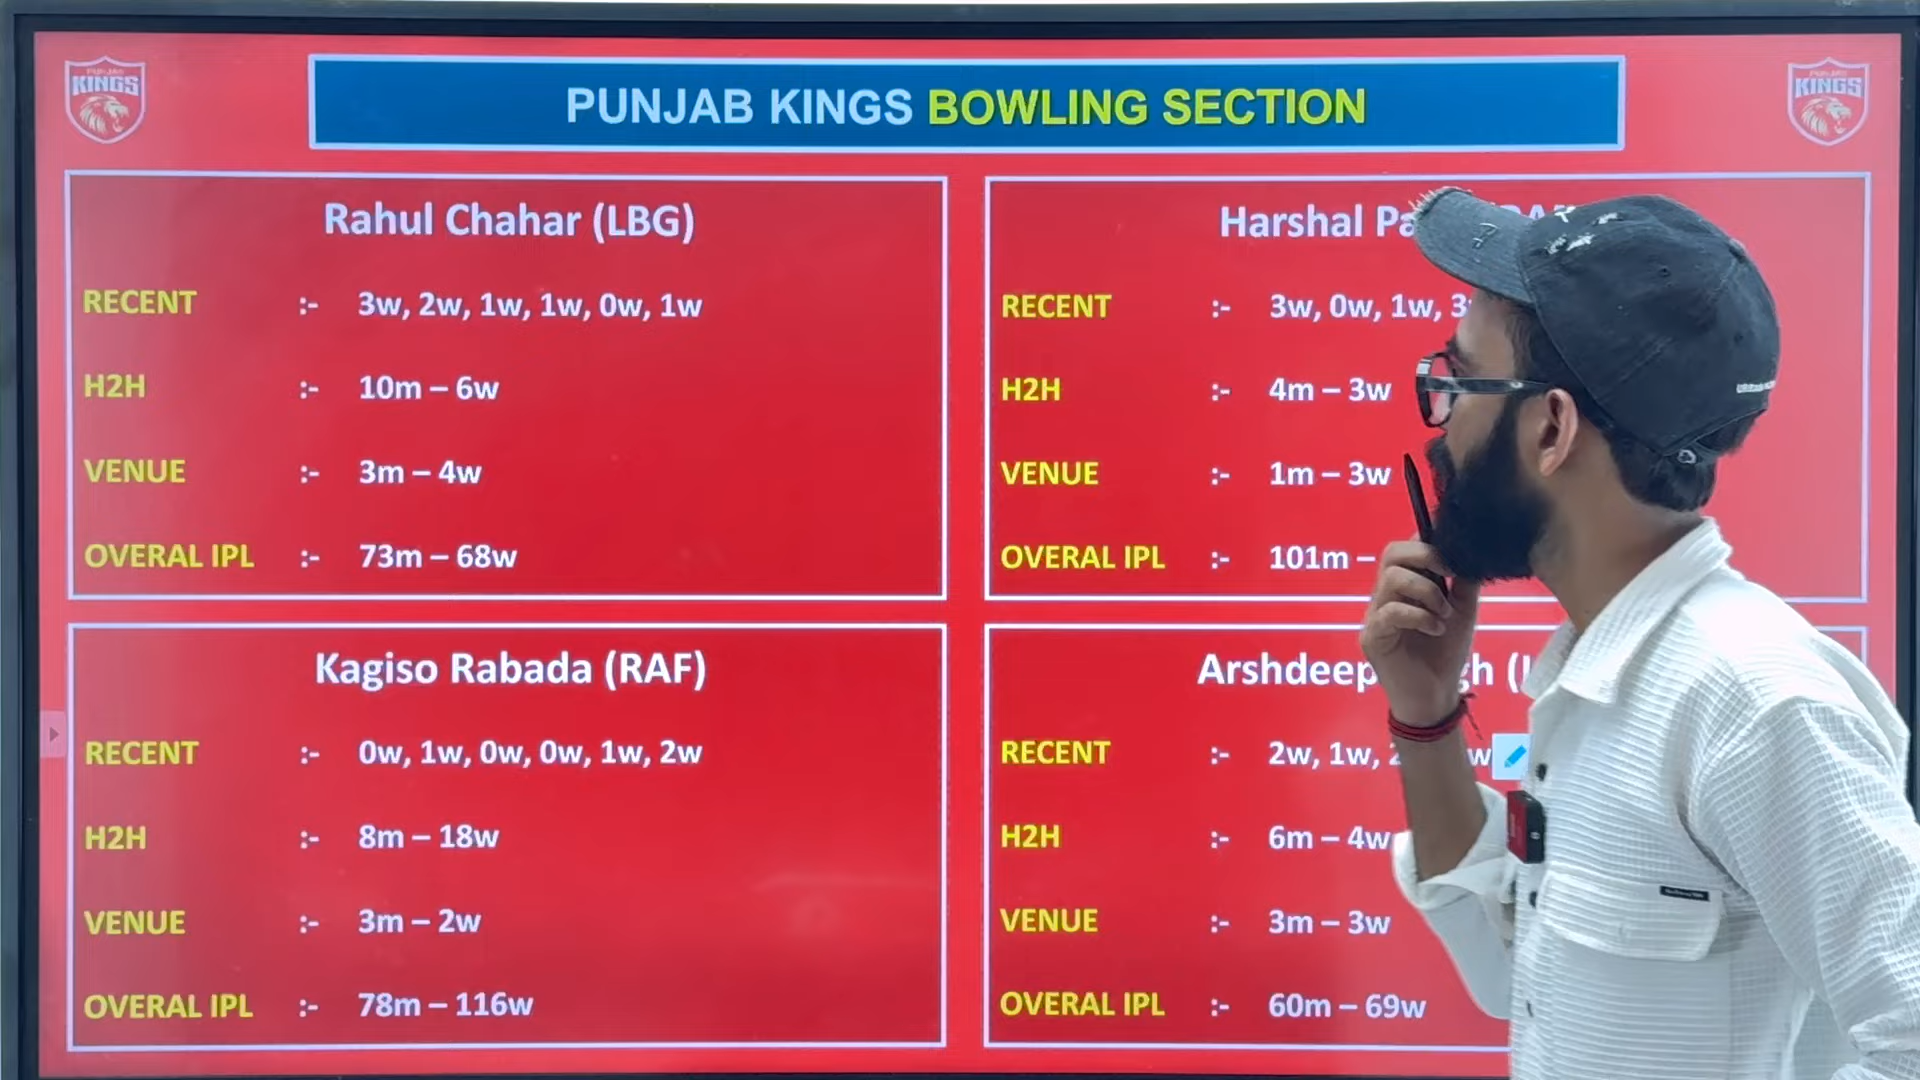 PUNJAB KINGS BOWLING SECTION
PUNJAB
KINGS
PUNJAB
KINGS
Rahul Chahar (LBG)
RECENT :- 3w, 2w, 1w, 1w, 0w, 1w
H2H :- 10m – 6w
VENUE :- 3m – 4w
OVERAL IPL :- 73m – 68w
Harshal
RECENT :- 3w, 0w, 1w,
H2H :- 4m – 3w
VENUE :- 1m – 3w
OVERAL IPL :- 101m –
Kagiso Rabada (RAF)
RECENT :- 0w, 1w, 0w, 0w, 1w, 2w
H2H :- 8m – 18w
VENUE :- 3m – 2w
OVERAL IPL :- 78m – 116w
Arshdeep
RECENT :- 2w, 1w,
H2H :- 6m – 4w
VENUE :- 3m – 3w
OVERAL IPL :- 60m – 69w